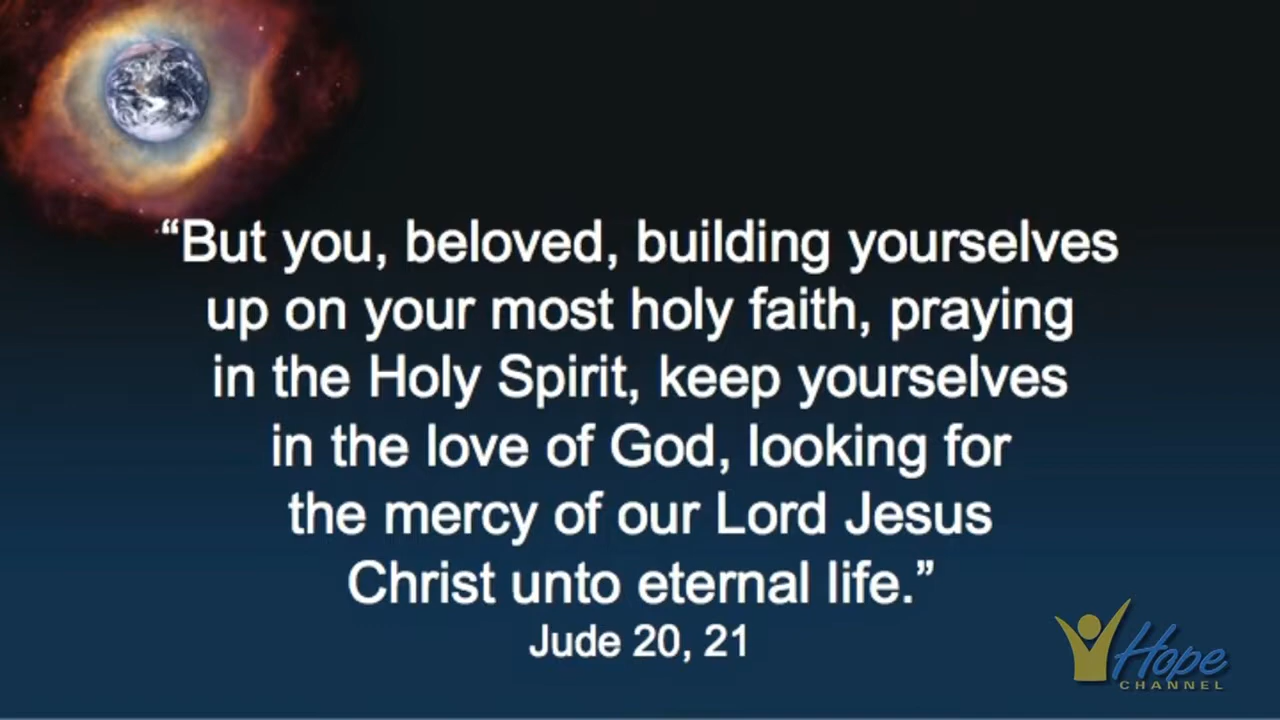 “But you, beloved, building yourselves
up on your most holy faith, praying
in the Holy Spirit, keep yourselves
in the love of God, looking for
the mercy of our Lord Jesus
Christ unto eternal life.”
Jude 20, 21
Hope
CHANNEL